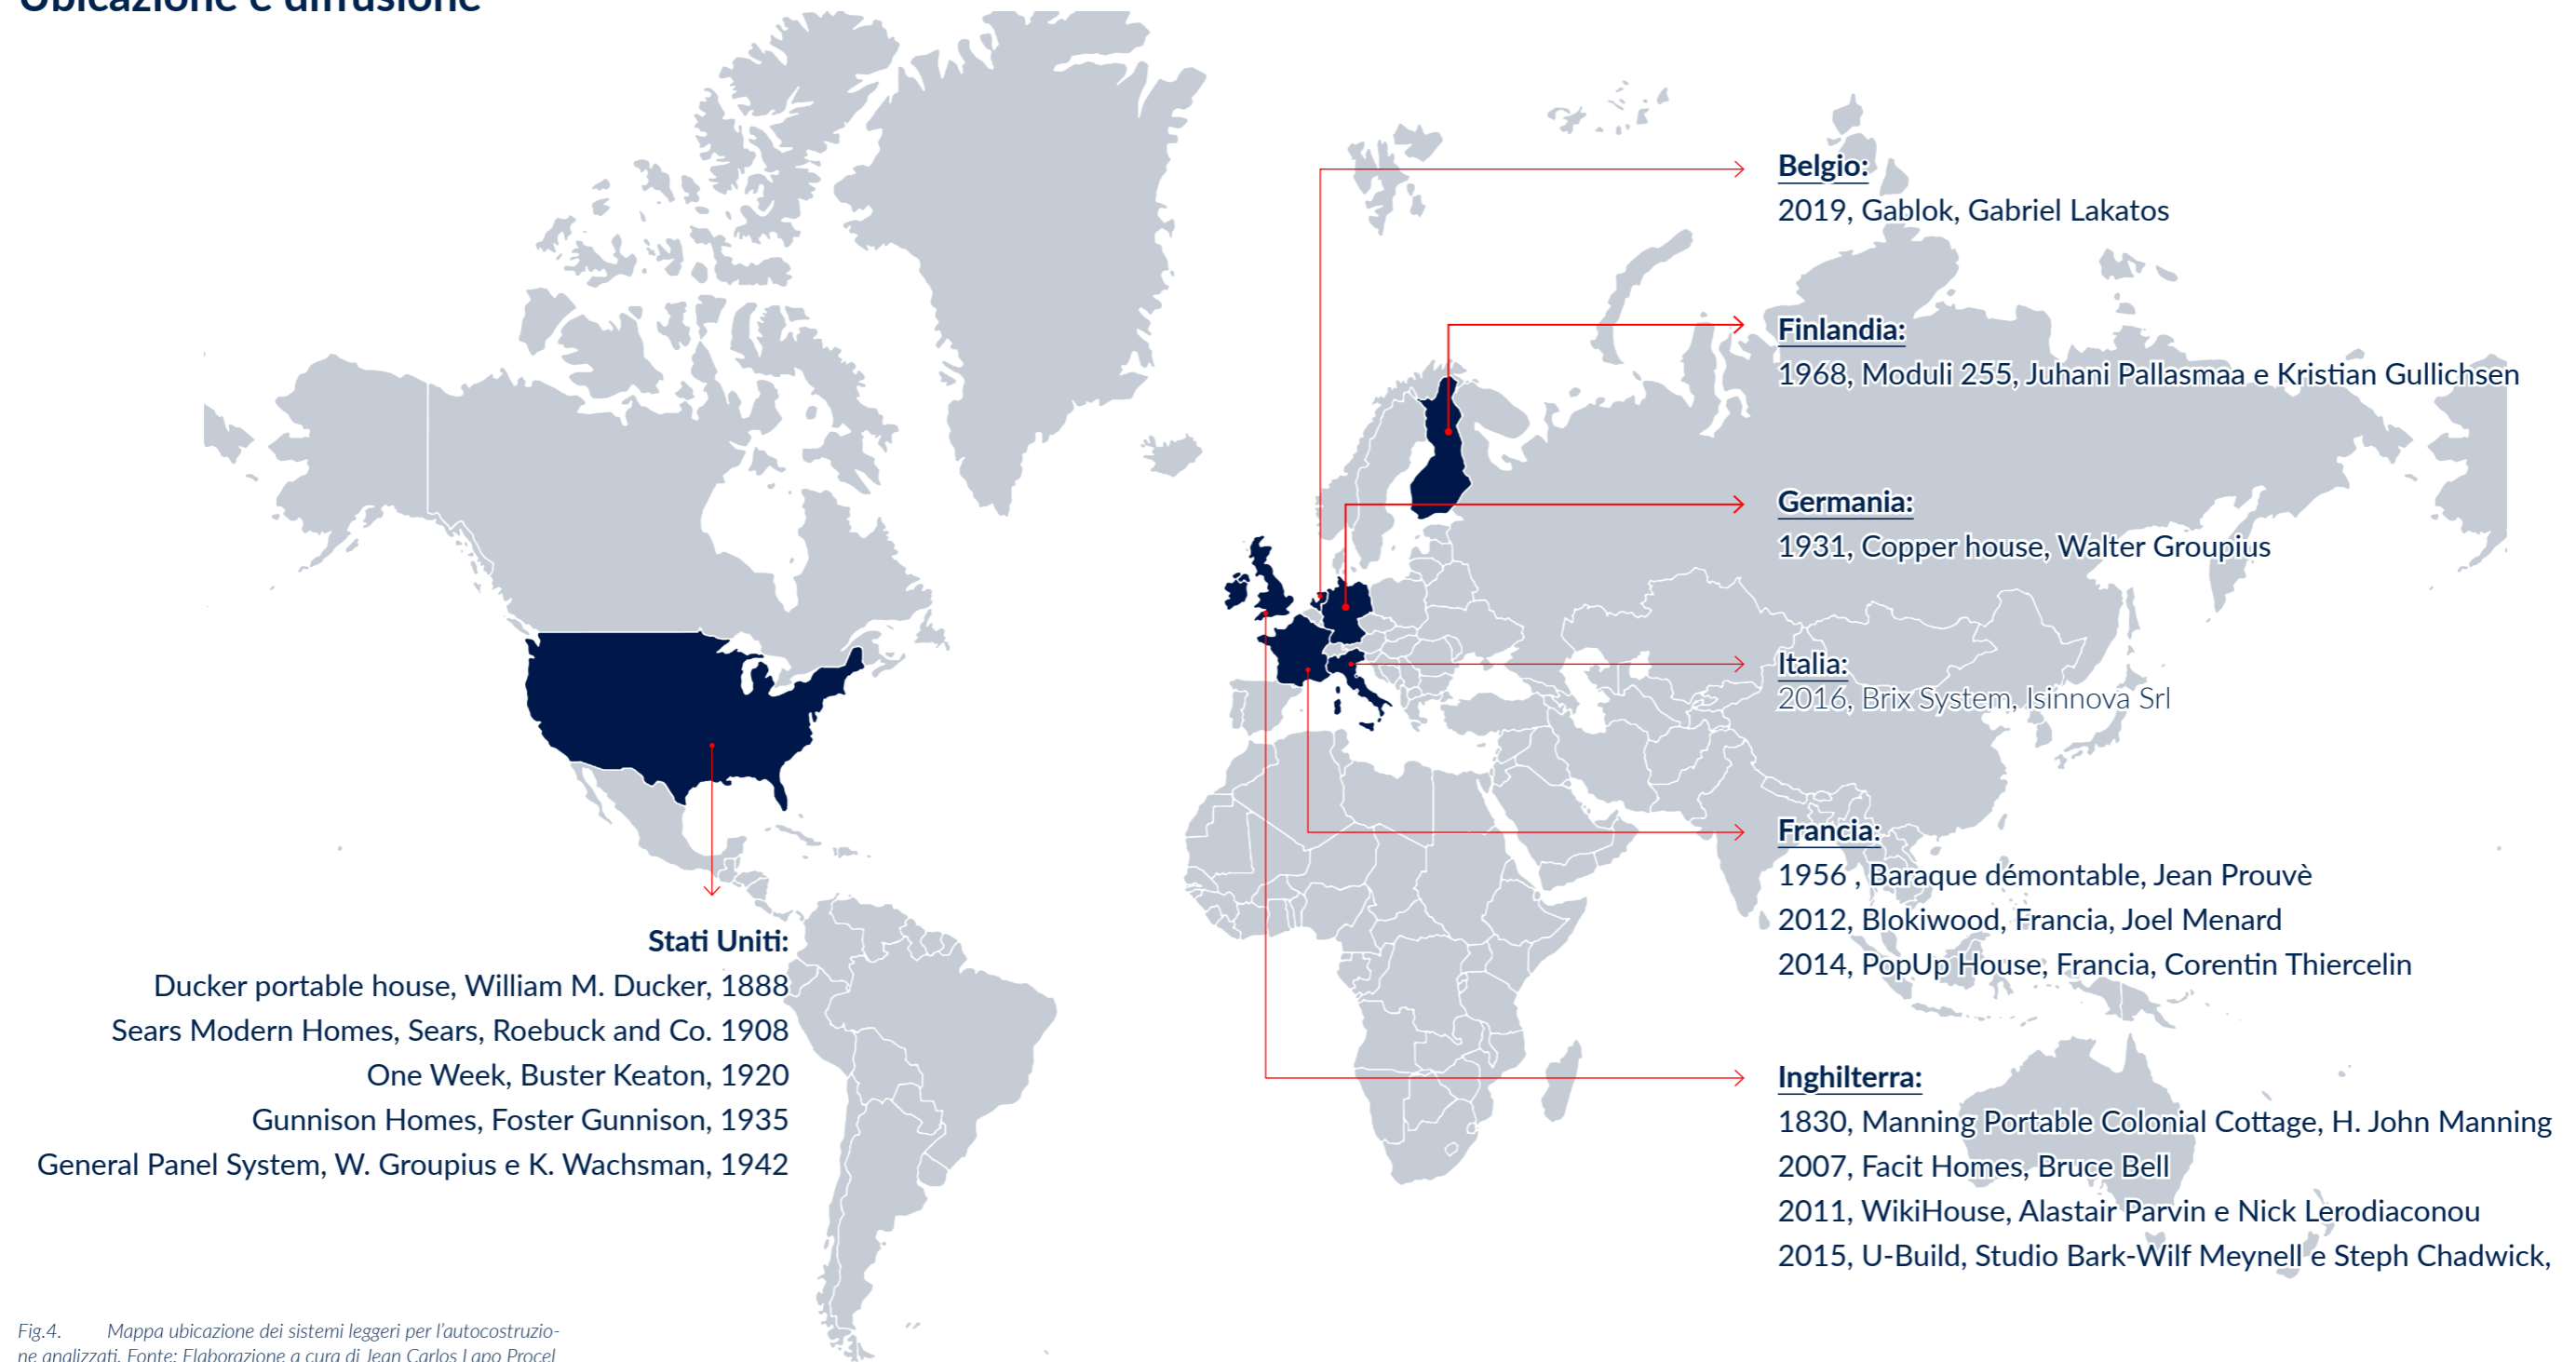 Ubicazione e diffusione
Belgio:
2019, Gablok, Gabriel Lakatos
Finlandia:
1968, Moduli 255, Juhani Pallasmaa e Kristian Gullichsen
Germania:
1931, Copper house, Walter Groupius
Italia:
2016, Brix System, Isinnova Srl
Francia:
1956 , Baraque démontable, Jean Prouvè
2012, Blokiwood, Francia, Joel Menard
2014, PopUp House, Francia, Corentin Thiercelin
Inghilterra:
1830, Manning Portable Colonial Cottage, H. John Manning
2007, Facit Homes, Bruce Bell
2011, WikiHouse, Alastair Parvin e Nick Lerodiaconou
2015, U-Build, Studio Bark-Wilf Meynell e Steph Chadwick,
Stati Uniti:
Ducker portable house, William M. Ducker, 1888
Sears Modern Homes, Sears, Roebuck and Co. 1908
One Week, Buster Keaton, 1920
Gunnison Homes, Foster Gunnison, 1935
General Panel System, W. Groupius e K. Wachsman, 1942
Fig.4. Mappa ubicazione dei sistemi leggeri per l'autocostruzio-
ne analizzati. Fonte: Elaborazione a cura di Jean Carlos Lapo Procel